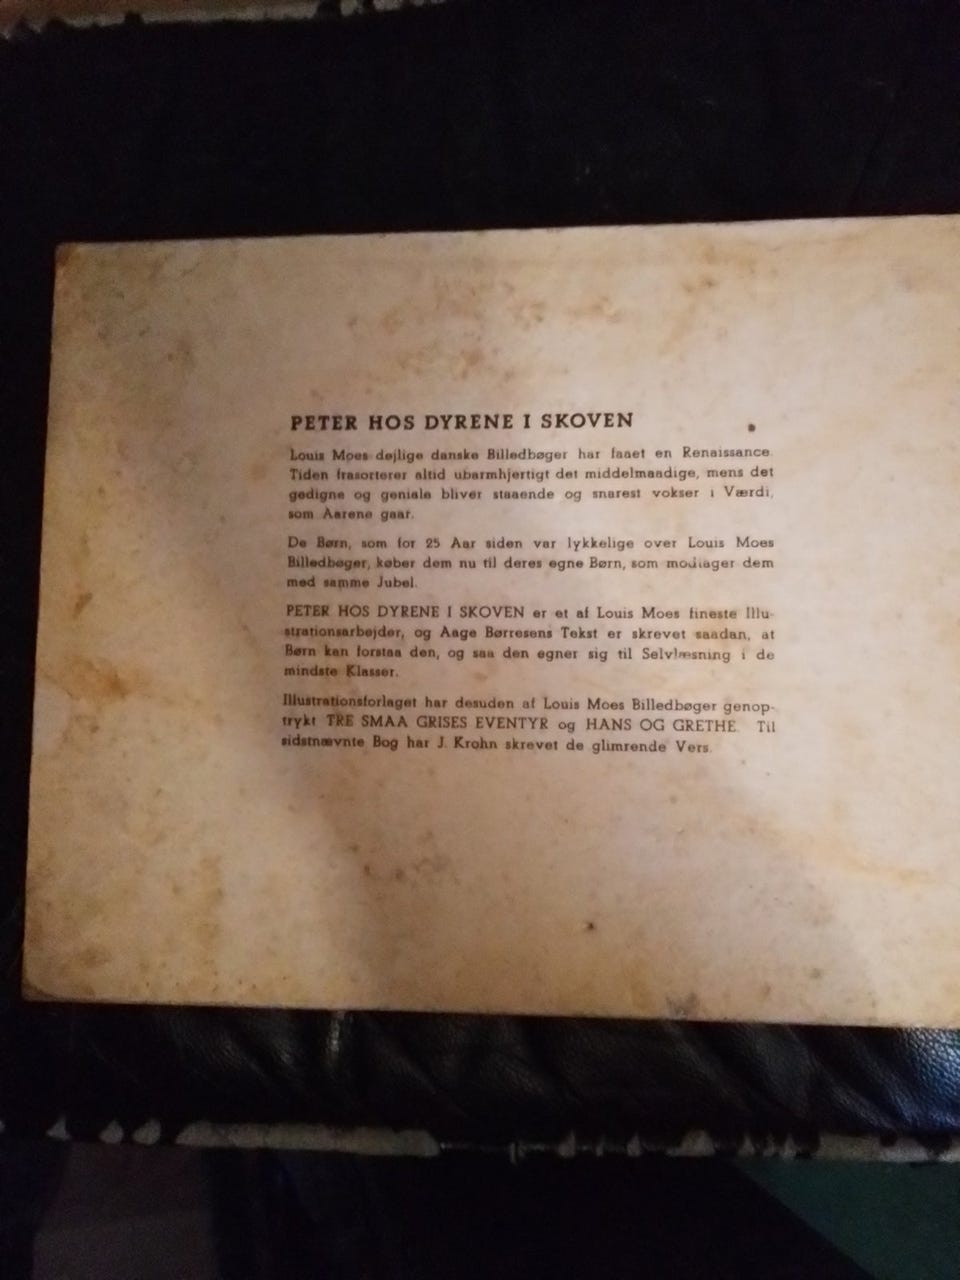 PETER HOS DYRENE I SKOVEN
Louis Moes dejlige danske Billedbøger har faaet en Renaissance.
Tiden frasorterer altid ubarmhjertigt det middelmaadige, mens det
gedigne og geniale bliver staaende og snarest vokser i Værdi,
som Aarene gaar.
De Børn, som for 25 Aar siden var lykkelige over Louis Moes
Billedbøger, køber dem nu til deres egne Børn, som modtager dem
med samme Jubel.
PETER HOS DYRENE I SKOVEN er et af Louis Moes fineste Illu-
strationsarbejder, og Aage Børresens Tekst er skrevet saadan, at
Børn kan forstaa den, og saa den egner sig til Selvlæsning i de
mindste Klasser.
Illustrationsforlaget har desuden af Louis Moes Billedbøger genop-
trykt TRE SMAA GRISES EVENTYR og HANS OG GRETHE. Til
sidstnævnte Bog har J. Krohn skrevet de glimrende Vers.